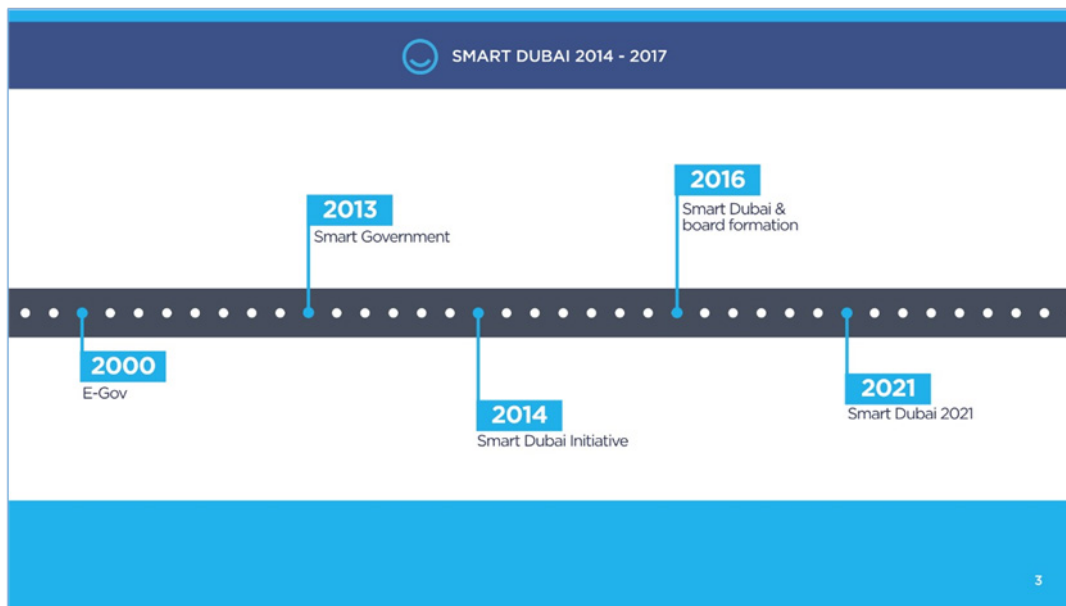 SMART DUBAI 2014 - 2017
2000
E-Gov
2013
Smart Government
2014
Smart Dubai Initiative
2016
Smart Dubai &
board formation
2021
Smart Dubai 2021
3